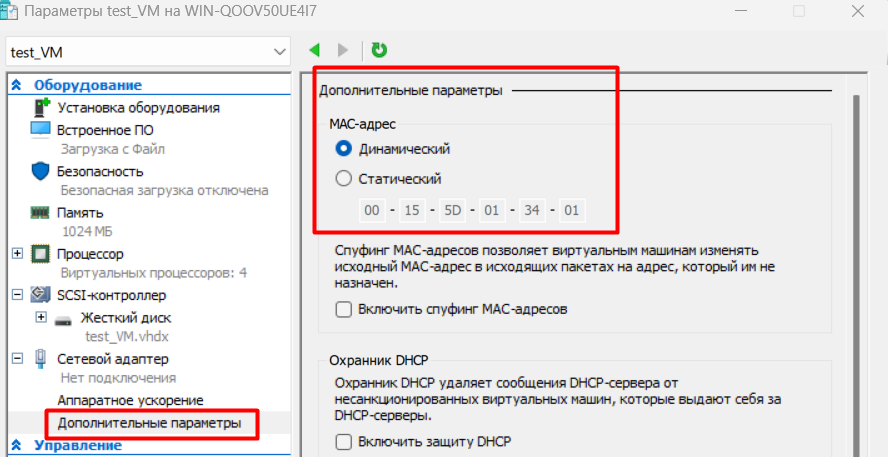 Параметры test_VM на WIN-QOOV50UE4I7
test_VM
Оборудование
Установка оборудования
Встроенное ПО
Загрузка с Файл
Безопасность
Безопасная загрузка отключена
Память
1024 МБ
Процессор
Виртуальных процессоров: 4
SCSI-контроллер
Жесткий диск
test_VM.vhdx
Сетевой адаптер
Нет подключения
Аппаратное ускорение
Дополнительные параметры
Управление
Дополнительные параметры
MAC-адрес
Динамический
Статический
00 - 15 - 5D - 01 - 34 - 01
Спуфинг MAC-адресов позволяет виртуальным машинам изменять
исходный MAC-адрес в исходящих пакетах на адрес, который им не
назначен.
Включить спуфинг MAC-адресов
Охранник DHCP
Охранник DHCP удаляет сообщения DHCP-сервера от
несанкционированных виртуальных машин, которые выдают себя за
DHCP-серверы.
Включить защиту DHCP